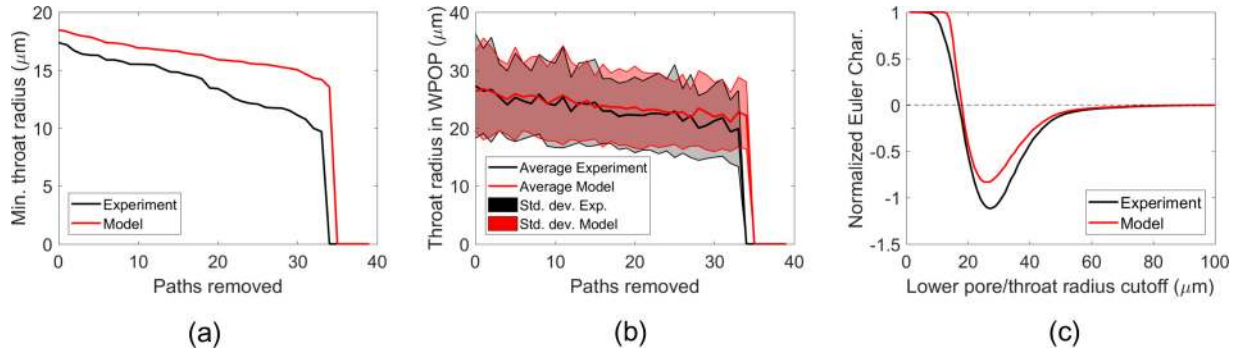 20
15
10
5
0
0
10
20
30
40
Min. throat radius (μm)
Paths removed
Experiment
Model
(a)
50
40
30
20
10
0
0
10
20
30
40
Throat radius in WPOP (μm)
Paths removed
Average Experiment
Average Model
Std. dev. Exp.
Std. dev. Model
(b)
1
0.5
0
-0.5
-1
-1.5
0
20
40
60
80
100
Normalized Euler Char.
Lower pore/throat radius cutoff (μm)
Experiment
Model
(c)